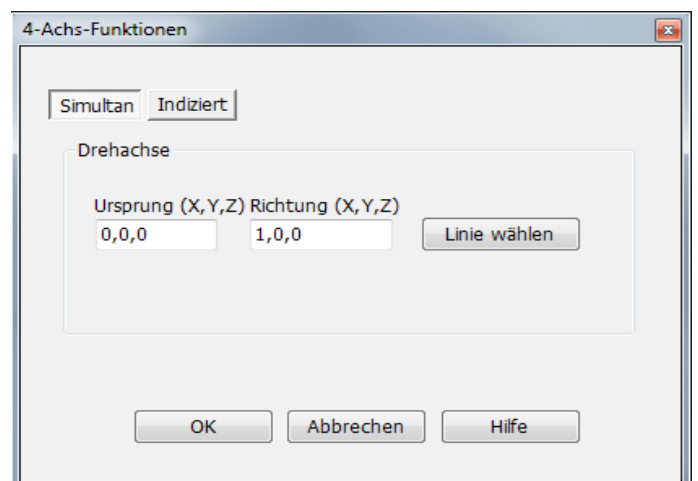 4-Achs-Funktionen
Simultan Indiziert
Drehachse
Ursprung (X,Y,Z) Richtung (X,Y,Z)
0,0,0 1,0,0 Linie wählen
OK Abbrechen Hilfe